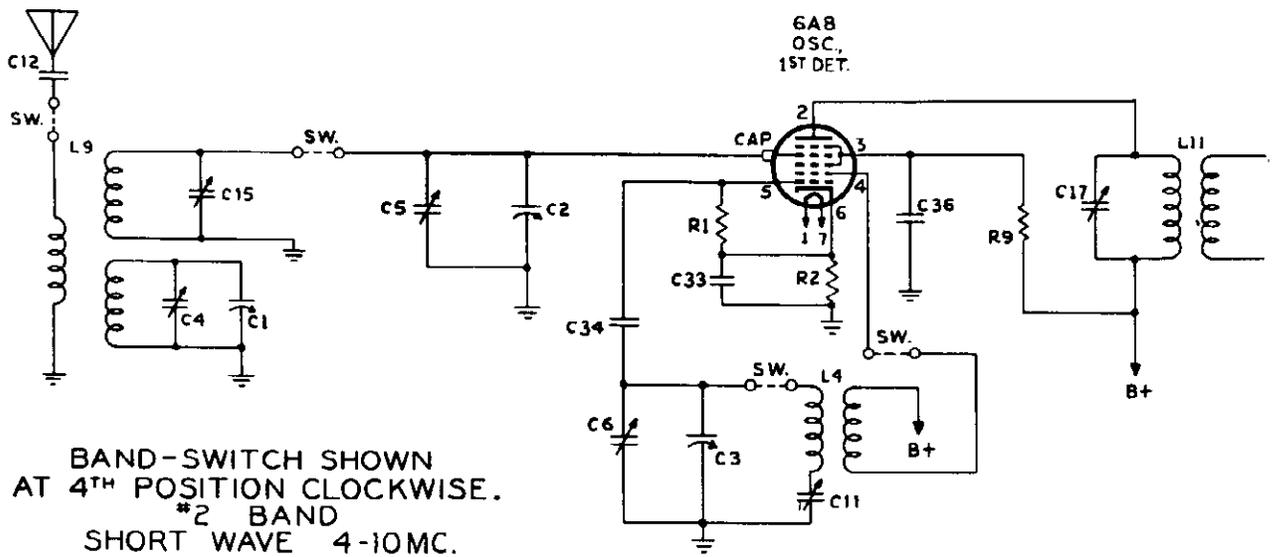 6A8
OSC.,
1ST DET.
C12
SW.
L9
C15
SW.
C4
C1
C5
C2
CAP
2
3
4
5
6
1 7
R1
C33
R2
C36
R9
C17
L11
B+
C34
SW.
SW.
L4
B+
C6
C3
C11
BAND-SWITCH SHOWN
AT 4TH POSITION CLOCKWISE.
#2 BAND
SHORT WAVE 4-10MC.